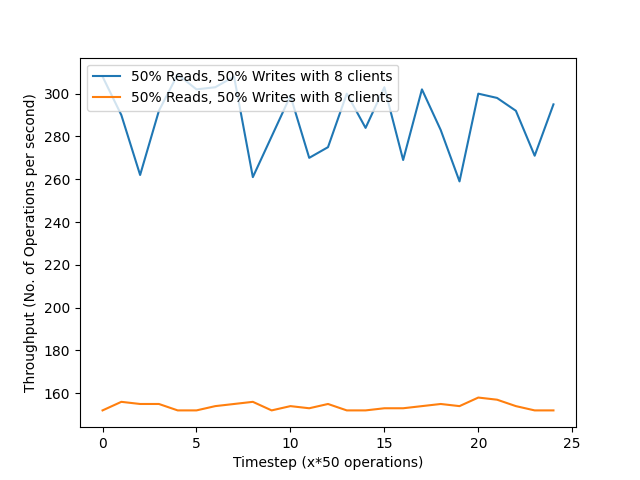 50% Reads, 50% Writes with 8 clients
50% Reads, 50% Writes with 8 clients
Throughput (No. of Operations per second)
300
280
260
240
220
200
180
160
0 5 10 15 20 25
Timestep (x*50 operations)